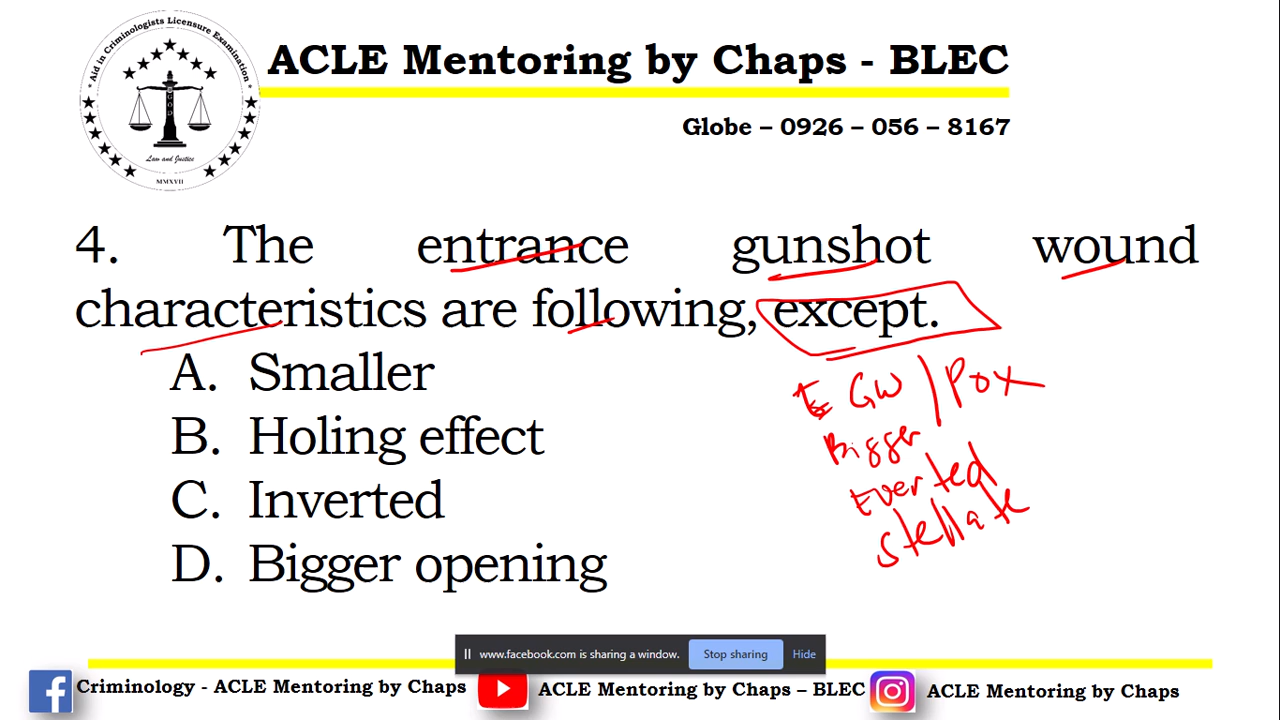 * Aid in Criminologists Licensure Examination *
GOD
Law and Justice
MMXVII
ACLE Mentoring by Chaps - BLEC
Globe – 0926 – 056 – 8167
4. The entrance gunshot wound
characteristics are following, except.
A. Smaller
B. Holing effect
C. Inverted
D. Bigger opening
GW / POX
Bigger
Everted
Stellate
www.facebook.com is sharing a window. Stop sharing Hide
Criminology - ACLE Mentoring by Chaps
ACLE Mentoring by Chaps – BLEC
ACLE Mentoring by Chaps